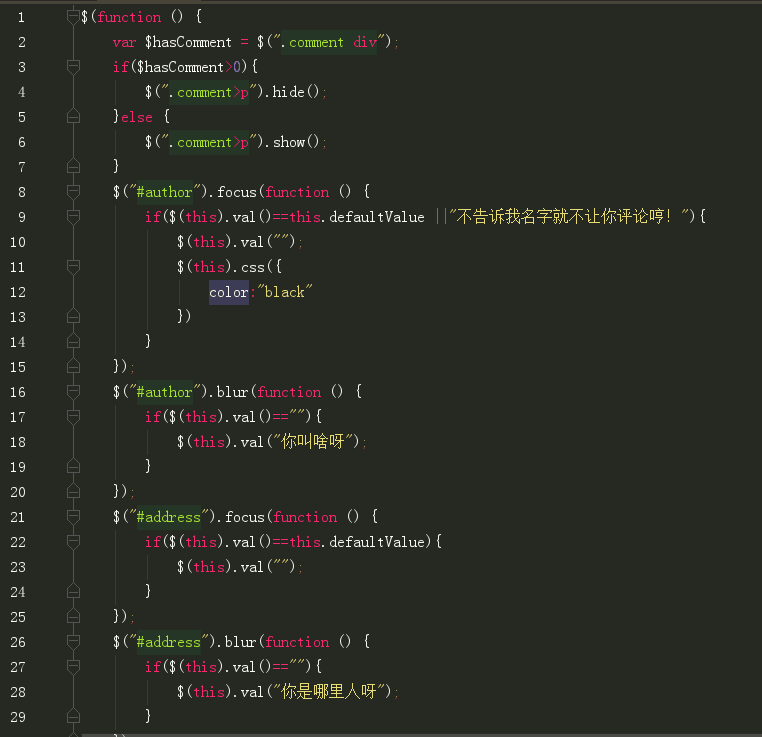 1 $(function () {
2 var $hasComment = $(".comment div");
3 if($hasComment>0){
4 $(".comment>p").hide();
5 }else {
6 $(".comment>p").show();
7 }
8 $("#author").focus(function () {
9 if($(this).val()==this.defaultValue ||"不告诉我名字就不让你评论哼！"){
10 $(this).val("");
11 $(this).css({
12 color:"black"
13 })
14 }
15 });
16 $("#author").blur(function () {
17 if($(this).val()==""){
18 $(this).val("你叫啥呀");
19 }
20 });
21 $("#address").focus(function () {
22 if($(this).val()==this.defaultValue){
23 $(this).val("");
24 }
25 });
26 $("#address").blur(function () {
27 if($(this).val()==""){
28 $(this).val("你是哪里人呀");
29 }